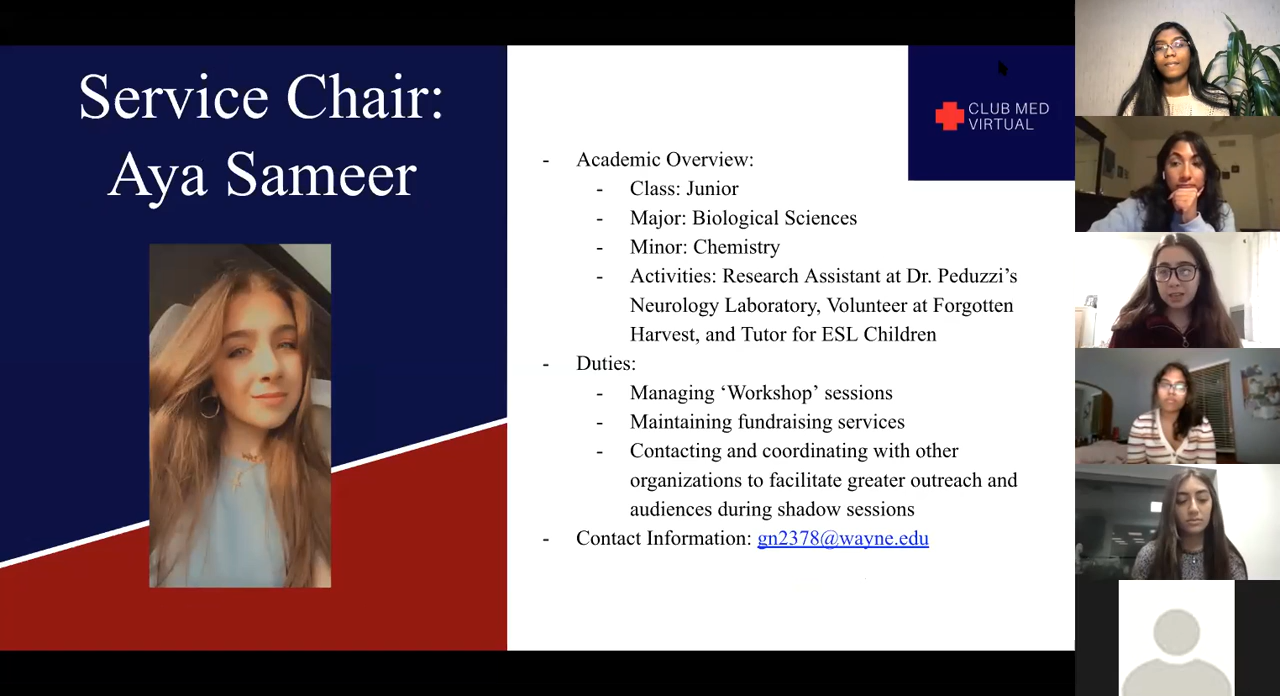 Service Chair:
Aya Sameer
CLUB MED
VIRTUAL
- Academic Overview:
- Class: Junior
- Major: Biological Sciences
- Minor: Chemistry
- Activities: Research Assistant at Dr. Peduzzi’s
Neurology Laboratory, Volunteer at Forgotten
Harvest, and Tutor for ESL Children
- Duties:
- Managing ‘Workshop’ sessions
- Maintaining fundraising services
- Contacting and coordinating with other
organizations to facilitate greater outreach and
audiences during shadow sessions
- Contact Information: gn2378@wayne.edu